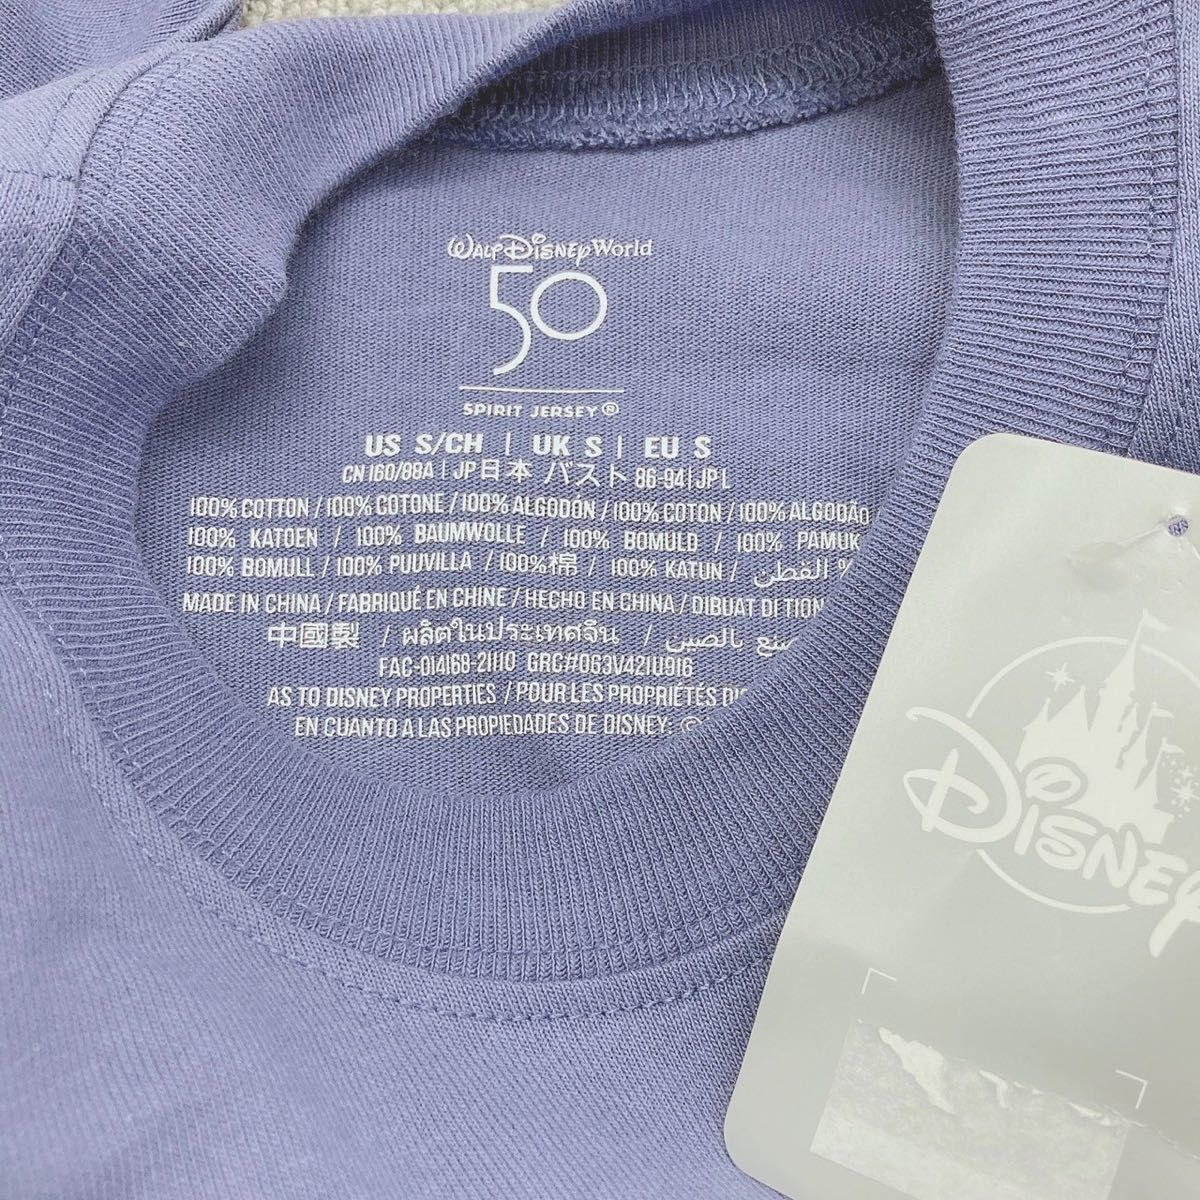 Walt Disney World
50
SPIRIT JERSEY®
US S/CH | UK S | EU S
CN 160/88A | JP日本 バスト 86-94 | JP L
100% COTTON / 100% COTONE / 100% ALGODÓN / 100% COTON / 100% ALGODÃO
100% KATOEN / 100% BAUMWOLLE / 100% BOMULD / 100% PAMUK
100% BOMULL / 100% PUUVILLA / 100%棉 / 100% KATUN / القطن %
MADE IN CHINA / FABRIQUÉ EN CHINE / HECHO EN CHINA / DIBUAT DI TION
中國製 / ผลิตในประเทศจีน / صنع بالصين
FAC-014168-21110 GRC#063V421U916
AS TO DISNEY PROPERTIES / POUR LES PROPRIÉTÉS
EN CUANTO A LAS PROPIEDADES DE DISNEY: ©
Disney